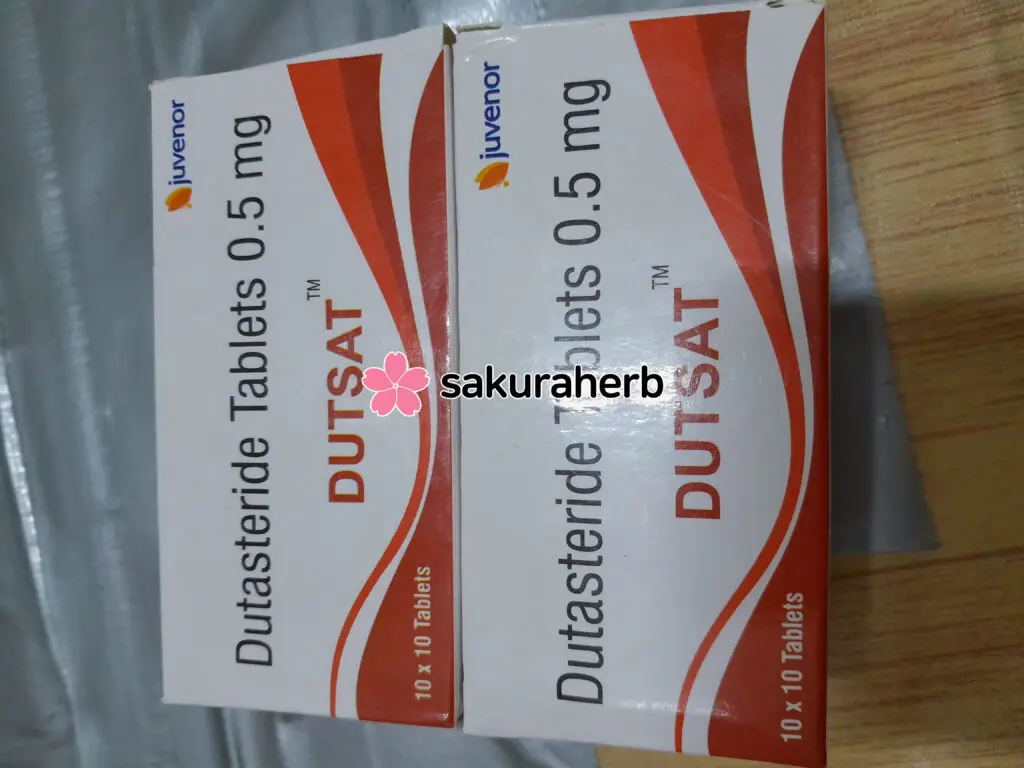 juvenor
Dutasteride Tablets 0.5 mg
DUTSAT™
10 x 10 Tablets
juvenor
Dutasteride Tablets 0.5 mg
DUTSAT™
10 x 10 Tablets
sakuraherb